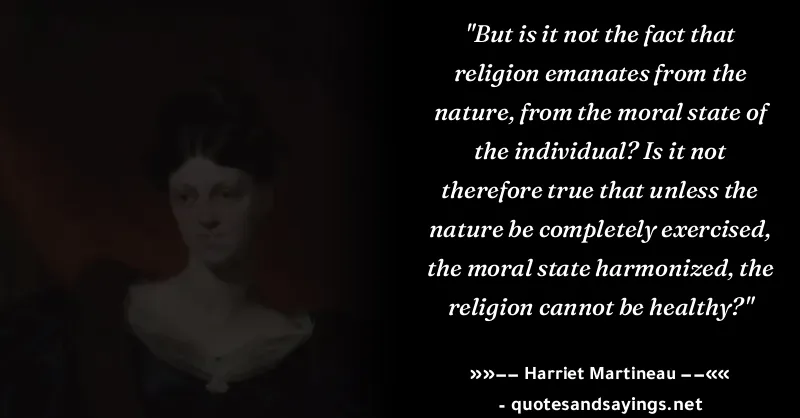 "But is it not the fact that
religion emanates from the
nature, from the moral state of
the individual? Is it not
therefore true that unless the
nature be completely exercised,
the moral state harmonized, the
religion cannot be healthy?"
»»−− Harriet Martineau −−««
- quotesandsayings.net